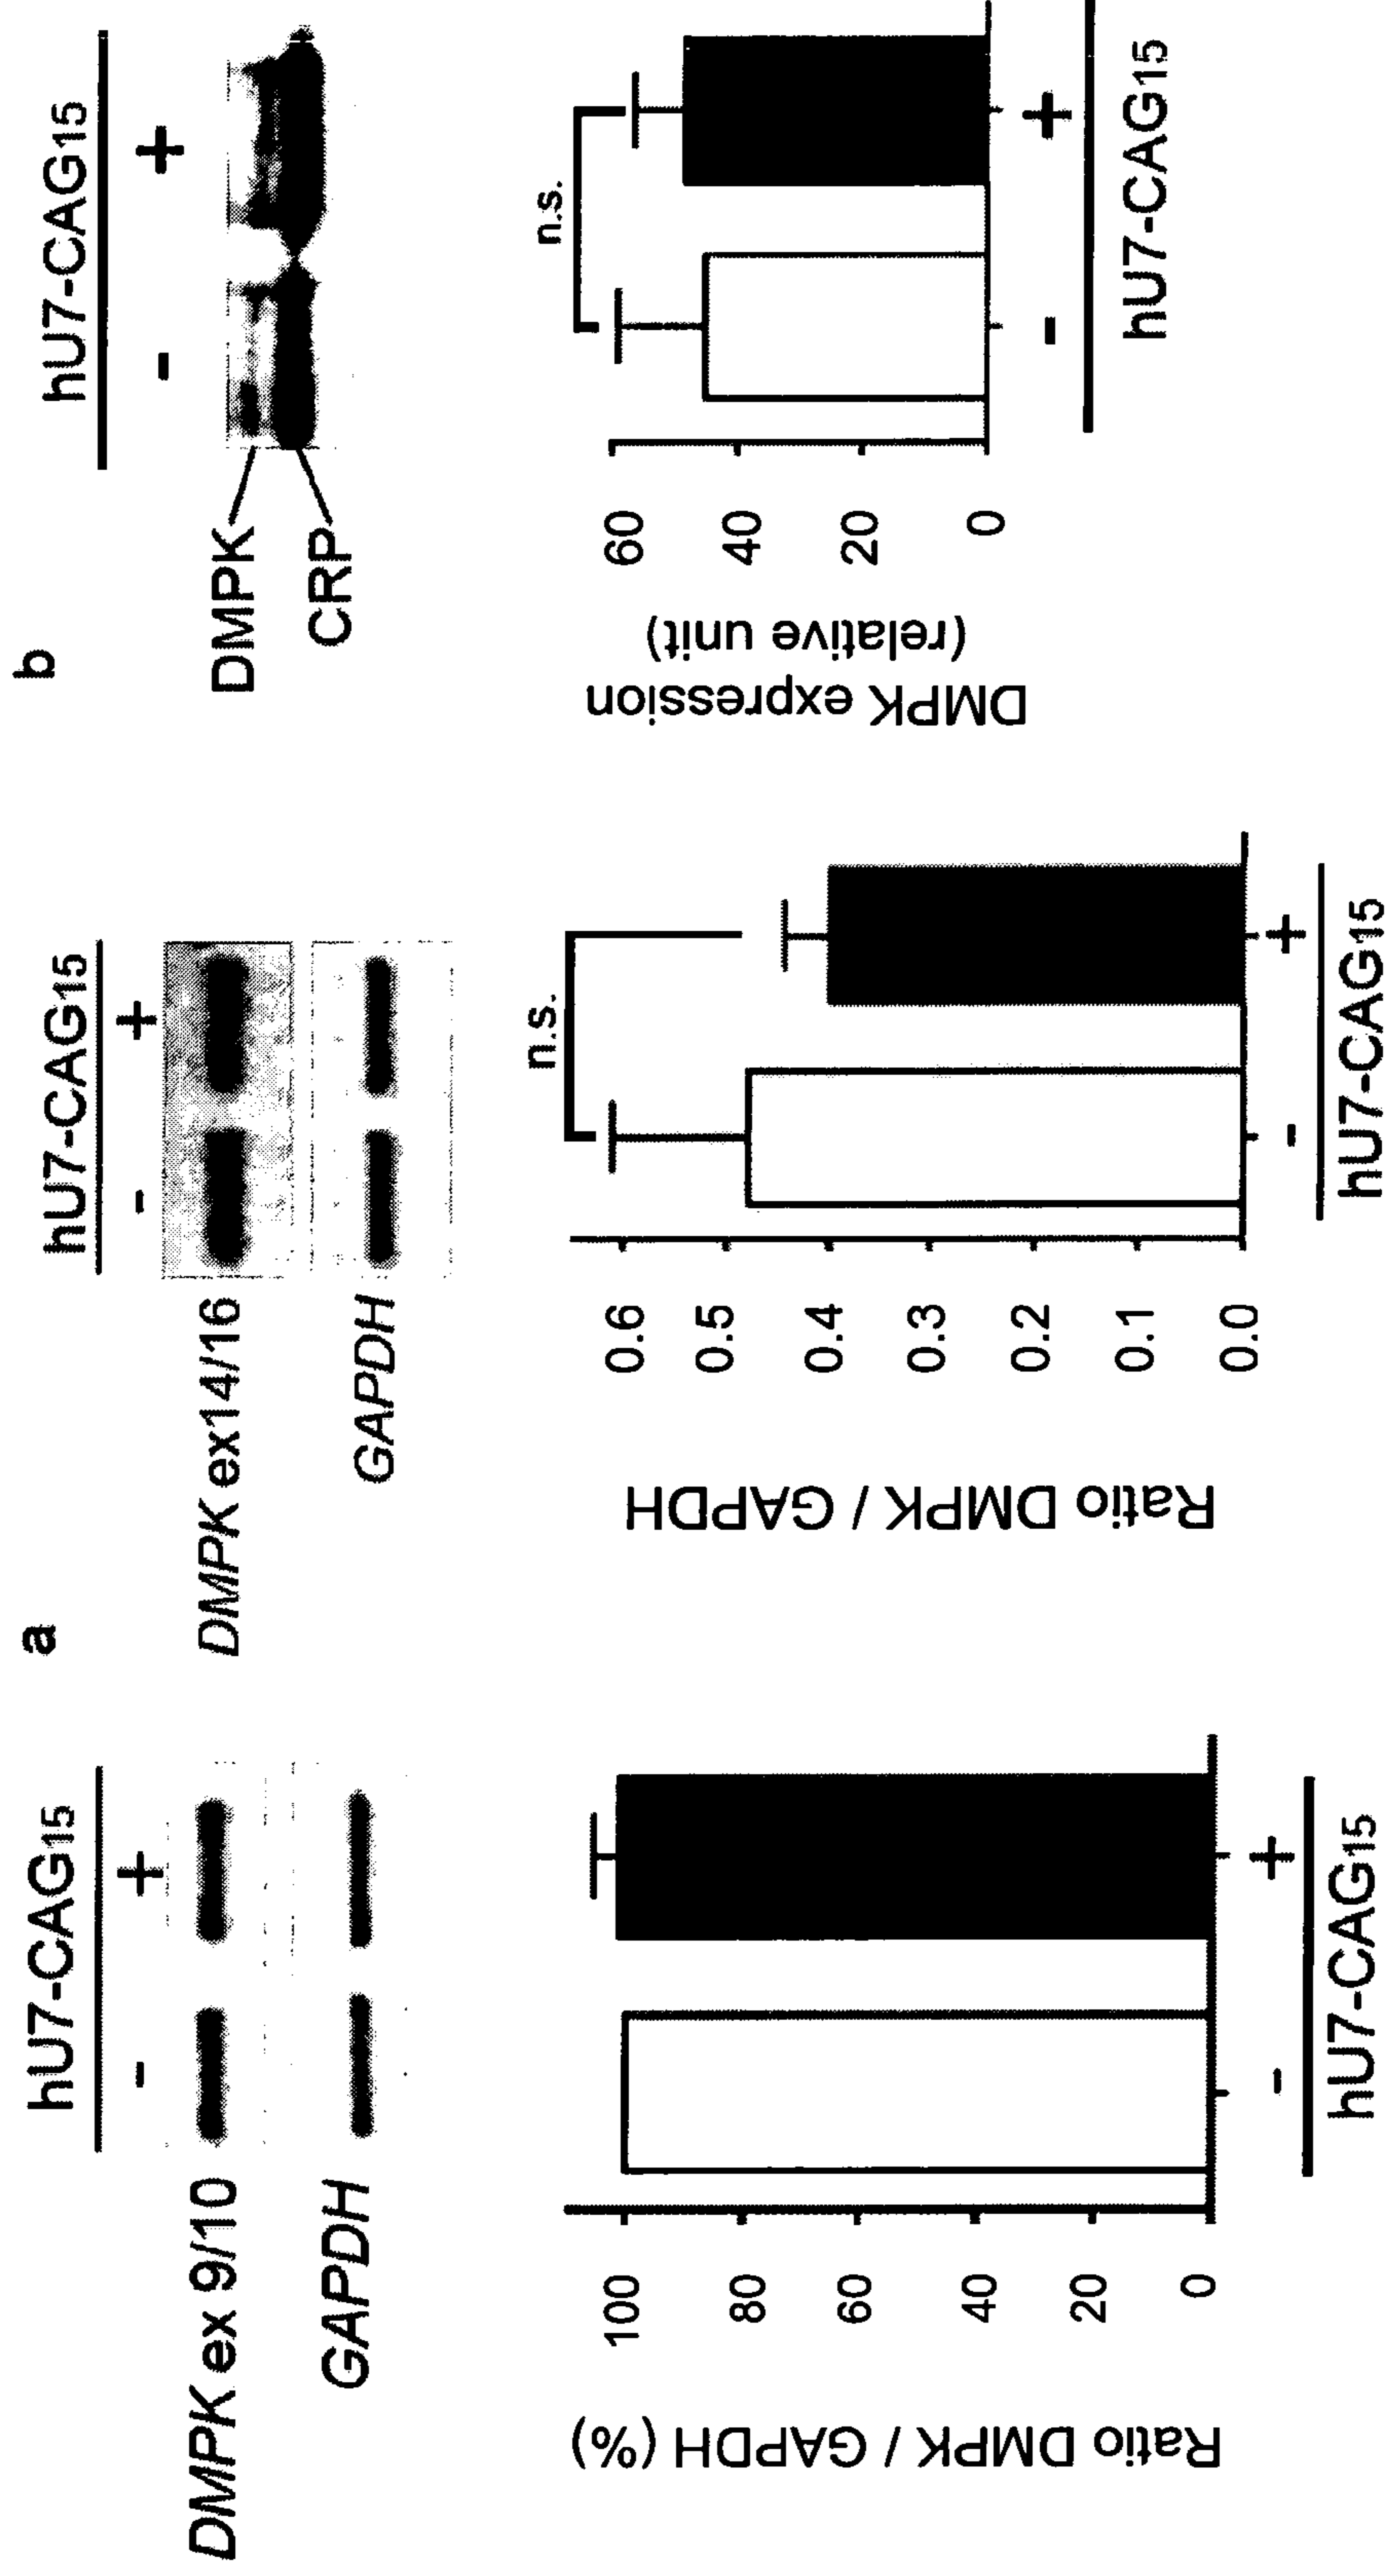 a
hU7-CAG15
- +
DMPK ex 9/10
GAPDH
Ratio DMPK / GAPDH (%)
100
80
60
40
20
0
- +
hU7-CAG15
hU7-CAG15
- +
DMPK ex14/16
GAPDH
n.s.
Ratio DMPK / GAPDH
0.6
0.5
0.4
0.3
0.2
0.1
0.0
- +
hU7-CAG15
b
hU7-CAG15
- +
DMPK
CRP
n.s.
DMPK expression
(relative unit)
60
40
20
0
- +
hU7-CAG15